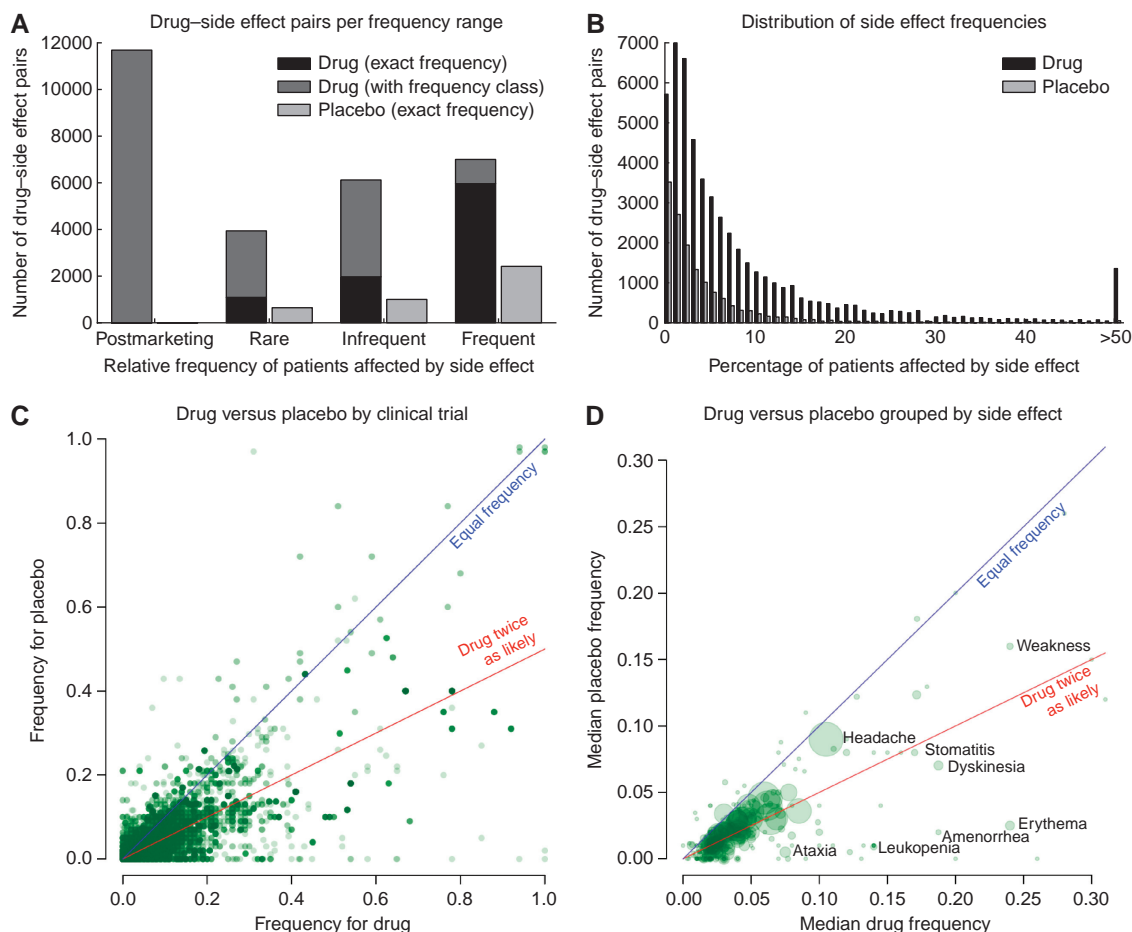 A
Drug–side effect pairs per frequency range
Number of drug–side effect pairs
12000
10000
8000
6000
4000
2000
0
Drug (exact frequency)
Drug (with frequency class)
Placebo (exact frequency)
Postmarketing
Rare
Infrequent
Frequent
Relative frequency of patients affected by side effect
B
Distribution of side effect frequencies
Number of drug–side effect pairs
7000
6000
5000
4000
3000
2000
1000
0
Drug
Placebo
0
10
20
30
40
>50
Percentage of patients affected by side effect
C
Drug versus placebo by clinical trial
Frequency for placebo
1.0
0.8
0.6
0.4
0.2
0.0
Equal frequency
Drug twice
as likely
0.0
0.2
0.4
0.6
0.8
1.0
Frequency for drug
D
Drug versus placebo grouped by side effect
Median placebo frequency
0.30
0.25
0.20
0.15
0.10
0.05
0.00
Equal frequency
Weakness
Drug twice
as likely
Headache
Stomatitis
Dyskinesia
Erythema
Amenorrhea
Leukopenia
Ataxia
0.00
0.05
0.10
0.15
0.20
0.25
0.30
Median drug frequency